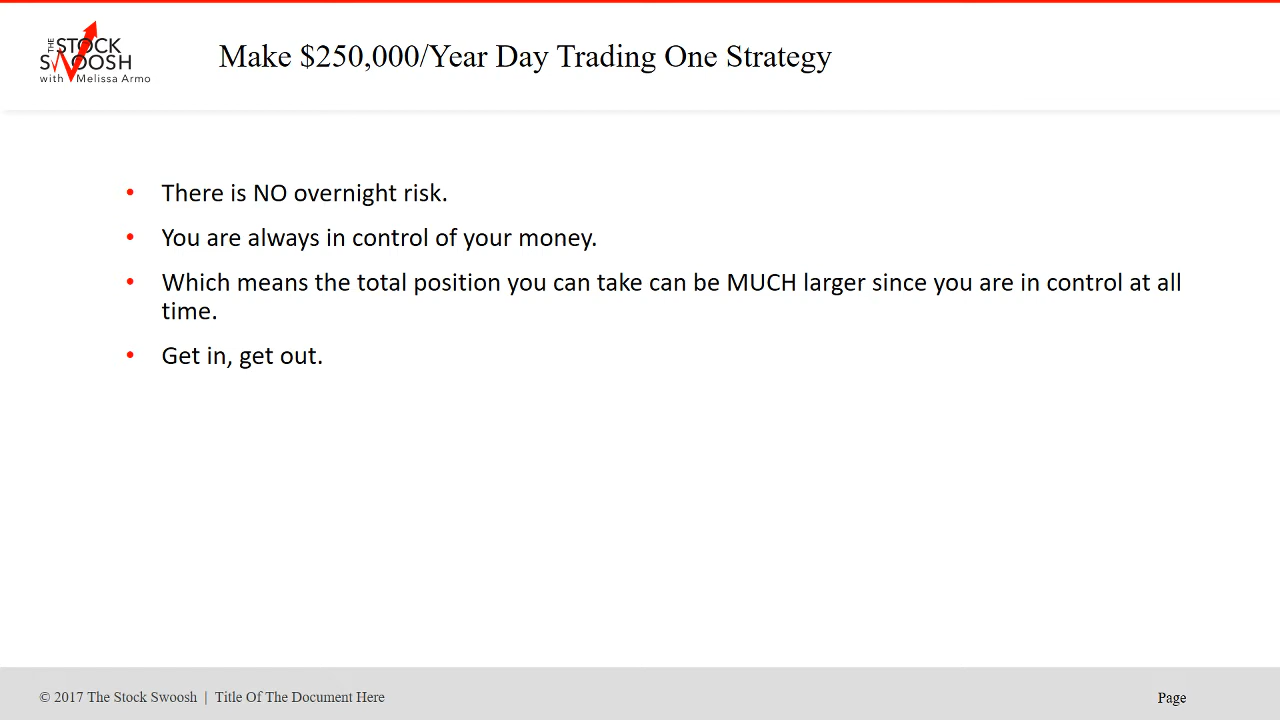 THE
STOCK
SWOOSH
with Melissa Armo
Make $250,000/Year Day Trading One Strategy
• There is NO overnight risk.
• You are always in control of your money.
• Which means the total position you can take can be MUCH larger since you are in control at all
time.
• Get in, get out.
© 2017 The Stock Swoosh | Title Of The Document Here
Page